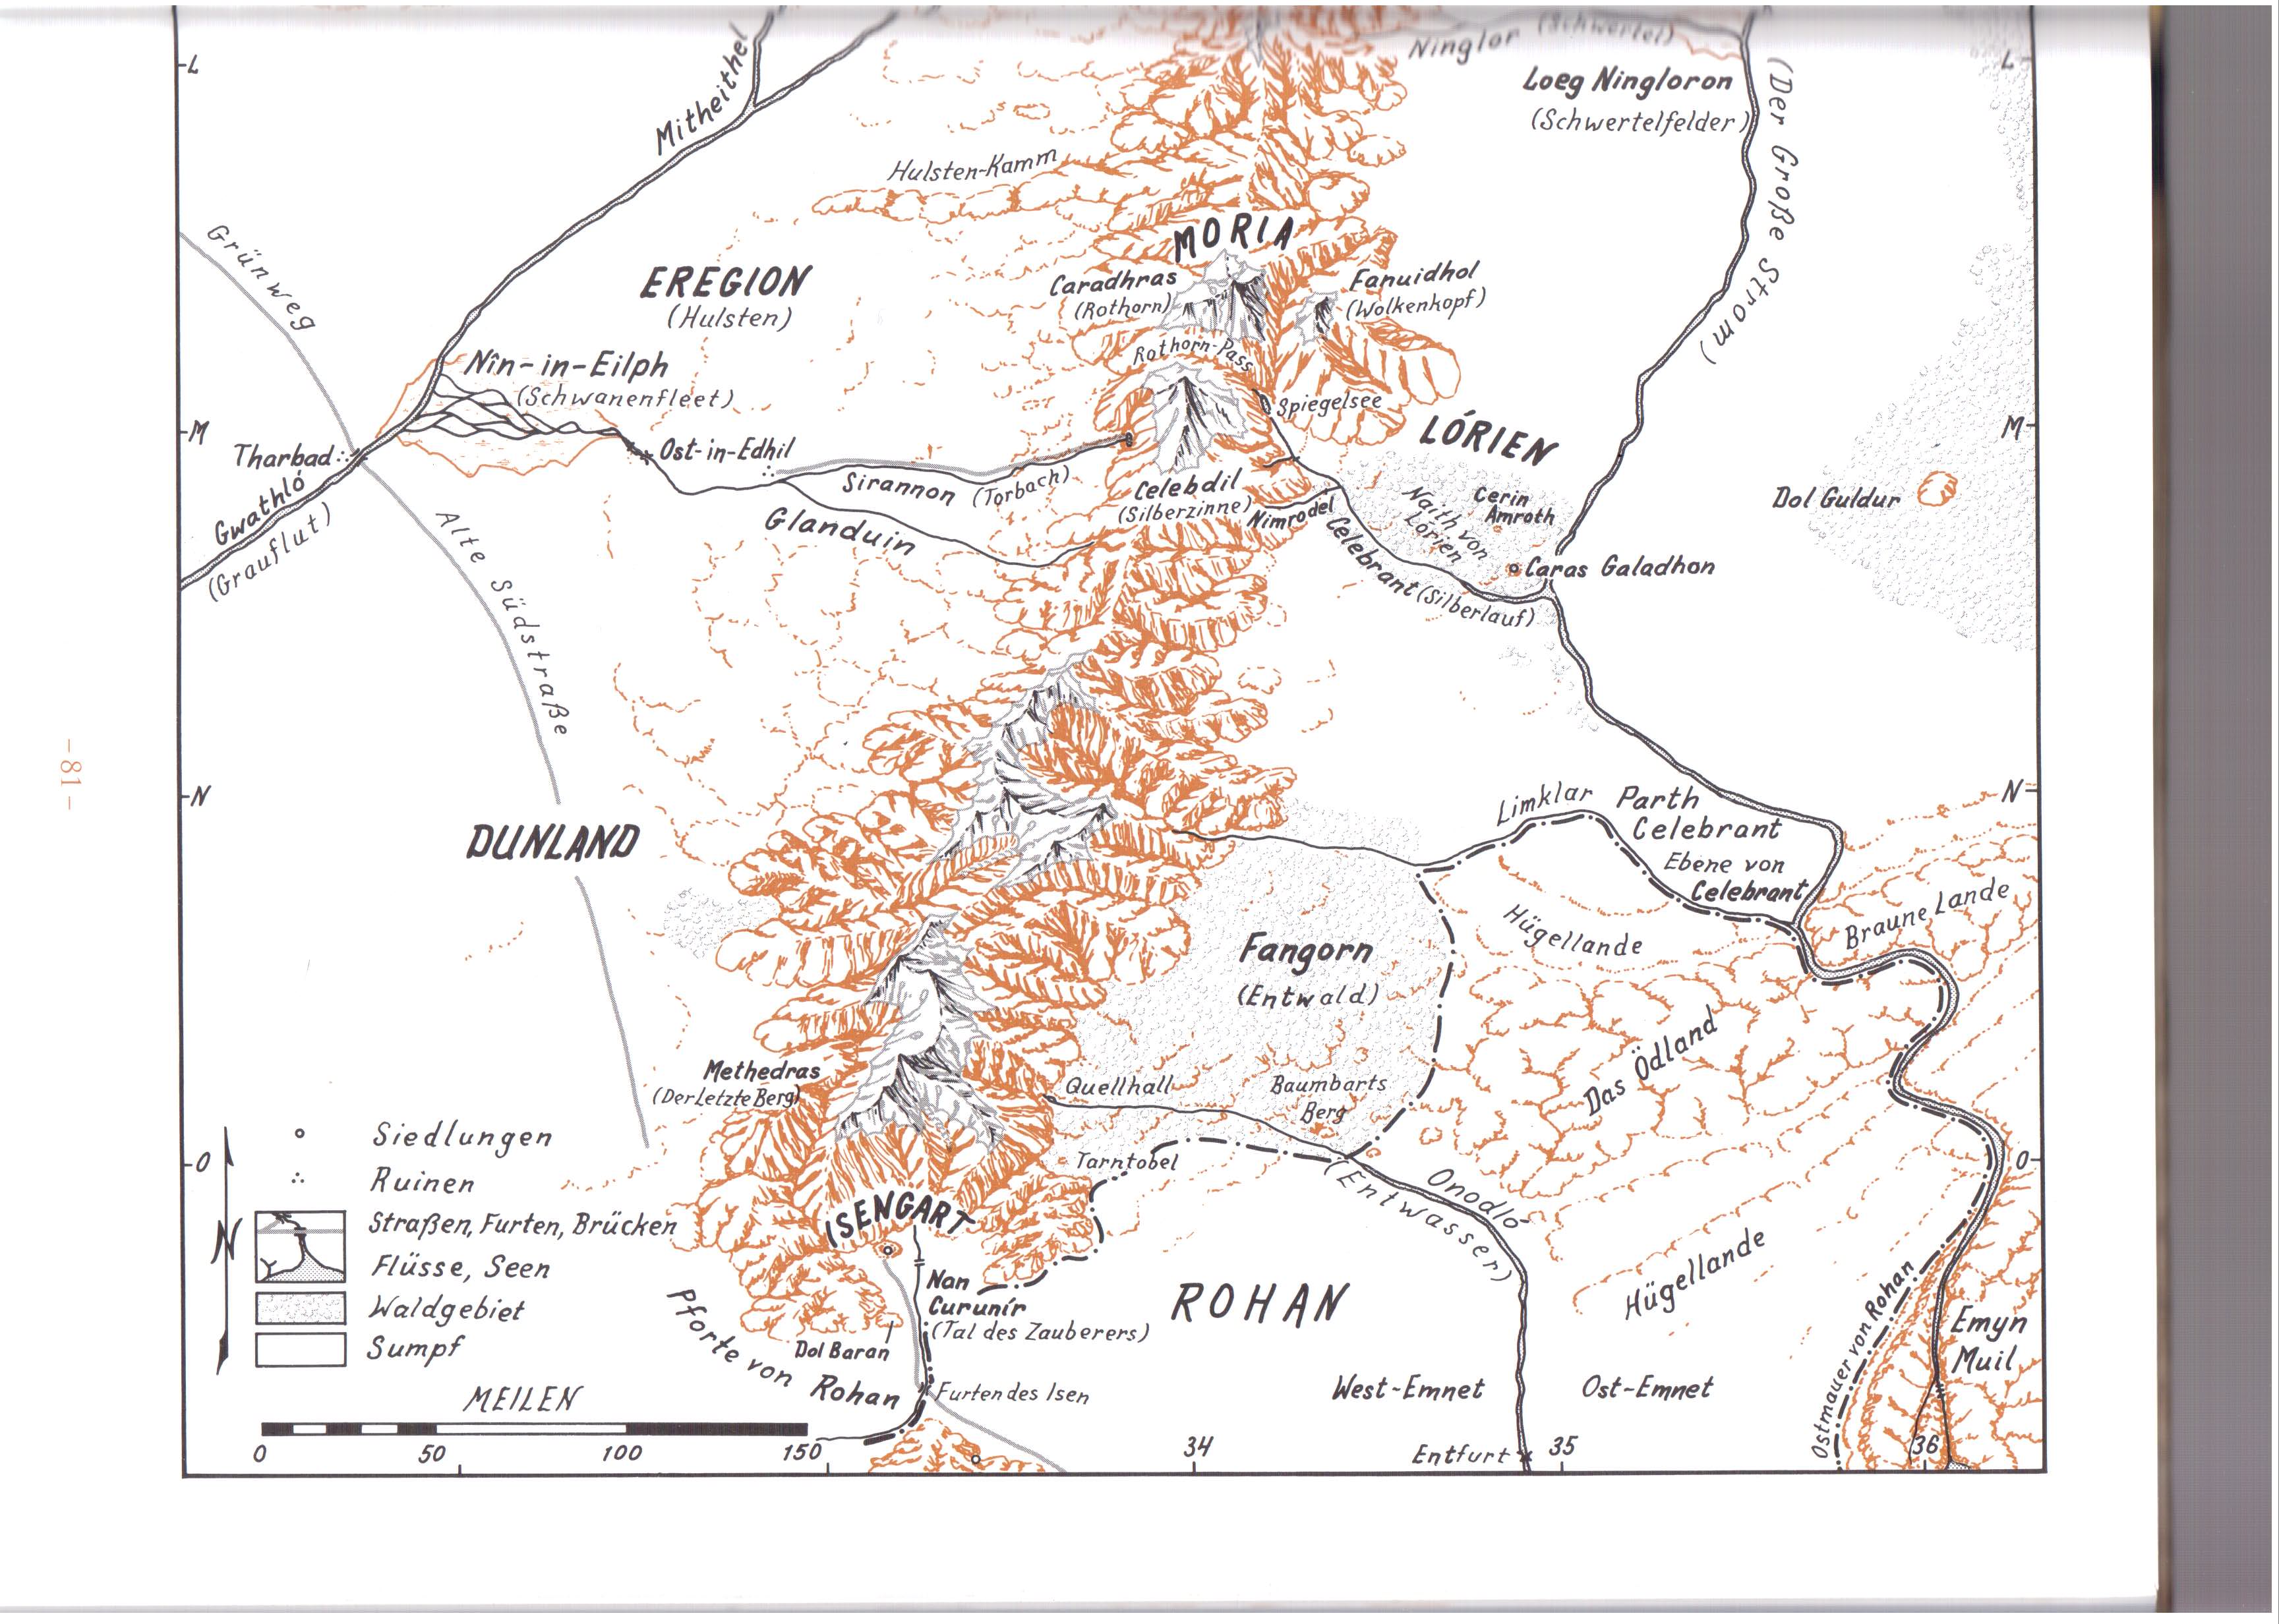 L
L
Mitheithel
Ninglor (Schwertel)
Loeg Ningloron
(Schwertelfelder)
(Der Große Strom)
Hulsten-Kamm
Grünweg
MORIA
EREGION
(Hulsten)
Caradhras
(Rothorn)
Fanuidhol
(Wolkenkopf)
Rothorn-Pass
Nîn-in-Eilph
(Schwanenfleet)
Spiegelsee
LÓRIEN
M
M
Tharbad
Ost-in-Edhil
Gwathló
(Grauflut)
Sirannon (Torbach)
Celebdil
(Silberzinne)
Nimrodel
Naith von
Lórien
Cerin
Amroth
Dol Guldur
Glanduin
Alte Südstraße
Celebrant (Silberlauf)
Caras Galadhon
– 81 –
N
N
Limklar
Parth
Celebrant
Ebene von
Celebrant
DUNLAND
Braune Lande
Hügellande
Fangorn
(Entwald)
Das Ödland
Methedras
(Der Letzte Berg)
Quellhall
Baumbarts
Berg
O
O
Tarntobel
Onodló
(Entwasser)
Siedlungen
Ruinen
Straßen, Furten, Brücken
Flüsse, Seen
Waldgebiet
Sumpf
N
ISENGART
Nan
Curunír
(Tal des Zauberers)
ROHAN
Hügellande
Ostmauer von Rohan
Emyn
Muil
Dol Baran
Pforte von Rohan
Furten des Isen
West-Emnet
Ost-Emnet
MEILEN
0 50 100 150
34
Entfurt
35
36